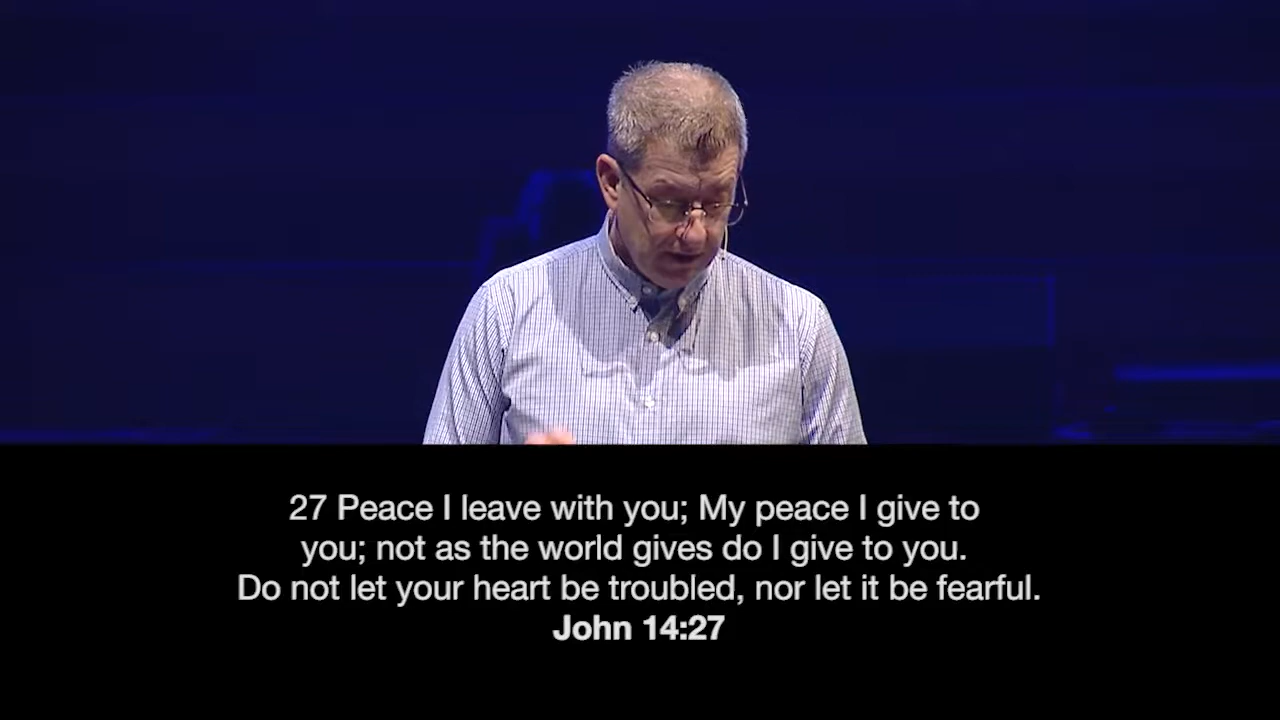 27 Peace I leave with you; My peace I give to
you; not as the world gives do I give to you.
Do not let your heart be troubled, nor let it be fearful.
John 14:27